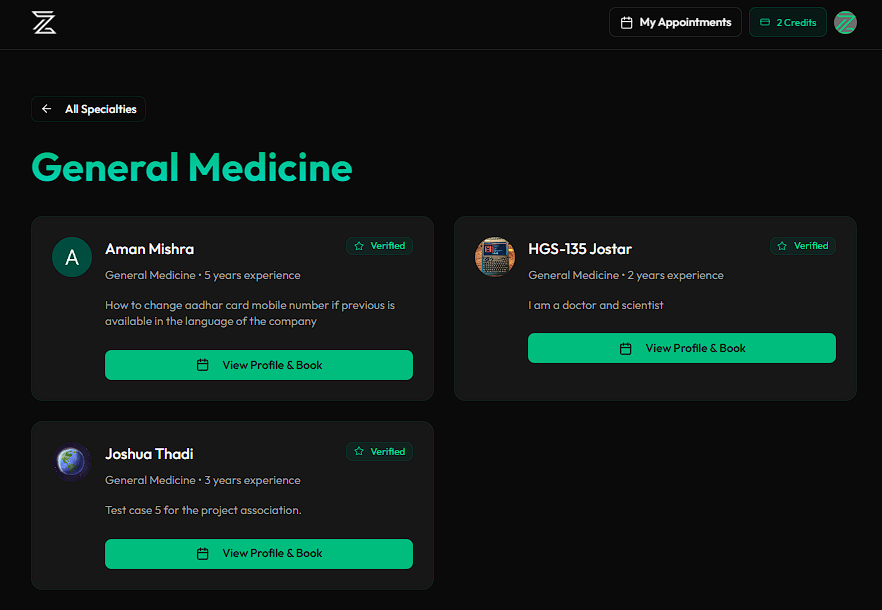 My Appointments
2 Credits
All Specialties
General Medicine
A
Aman Mishra
Verified
General Medicine • 5 years experience
How to change aadhar card mobile number if previous is
available in the language of the company
View Profile & Book
HGS-135 Jostar
Verified
General Medicine • 2 years experience
I am a doctor and scientist
View Profile & Book
Joshua Thadi
Verified
General Medicine • 3 years experience
Test case 5 for the project association.
View Profile & Book